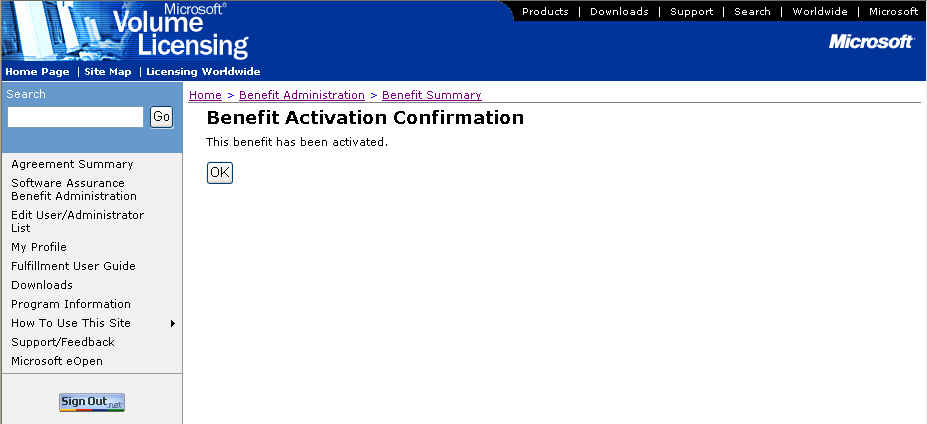 Microsoft®
Volume
Licensing
Products | Downloads | Support | Search | Worldwide | Microsoft
Microsoft®
Home Page | Site Map | Licensing Worldwide
Search
Go
Agreement Summary
Software Assurance
Benefit Administration
Edit User/Administrator
List
My Profile
Fulfillment User Guide
Downloads
Program Information
How To Use This Site
Support/Feedback
Microsoft eOpen
Sign Out .net
Home > Benefit Administration > Benefit Summary
Benefit Activation Confirmation
This benefit has been activated.
OK